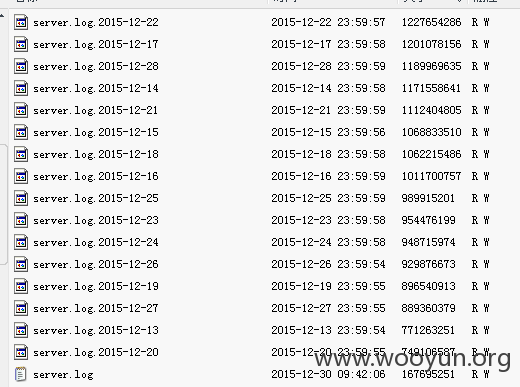 server.log.2015-12-22 2015-12-22 23:59:57 1227654286 R W
server.log.2015-12-17 2015-12-17 23:59:58 1201078156 R W
server.log.2015-12-28 2015-12-28 23:59:59 1189969635 R W
server.log.2015-12-14 2015-12-14 23:59:58 1171558641 R W
server.log.2015-12-21 2015-12-21 23:59:59 1112404805 R W
server.log.2015-12-15 2015-12-15 23:59:56 1068833510 R W
server.log.2015-12-18 2015-12-18 23:59:58 1062215486 R W
server.log.2015-12-16 2015-12-16 23:59:59 1011700757 R W
server.log.2015-12-25 2015-12-25 23:59:59 989915201 R W
server.log.2015-12-23 2015-12-23 23:59:58 954476199 R W
server.log.2015-12-24 2015-12-24 23:59:58 948715974 R W
server.log.2015-12-26 2015-12-26 23:59:54 929876673 R W
server.log.2015-12-19 2015-12-19 23:59:55 896540913 R W
server.log.2015-12-27 2015-12-27 23:59:55 889360379 R W
server.log.2015-12-13 2015-12-13 23:59:54 771263251 R W
server.log.2015-12-20 2015-12-20 23:59:55 749106587 R W
www.wooyun.org
server.log 2015-12-30 09:42:06 167695251 R W